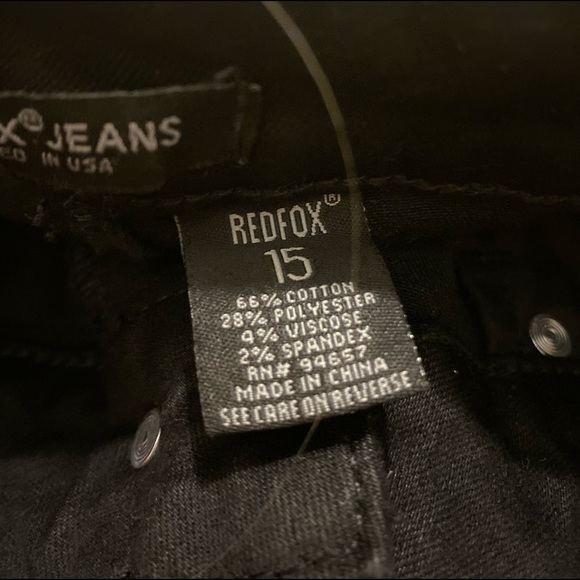 X® JEANS
ED IN USA
REDFOX®
15
66% COTTON
28% POLYESTER
4% VISCOSE
2% SPANDEX
RN# 94657
MADE IN CHINA
SEE CARE ON REVERSE